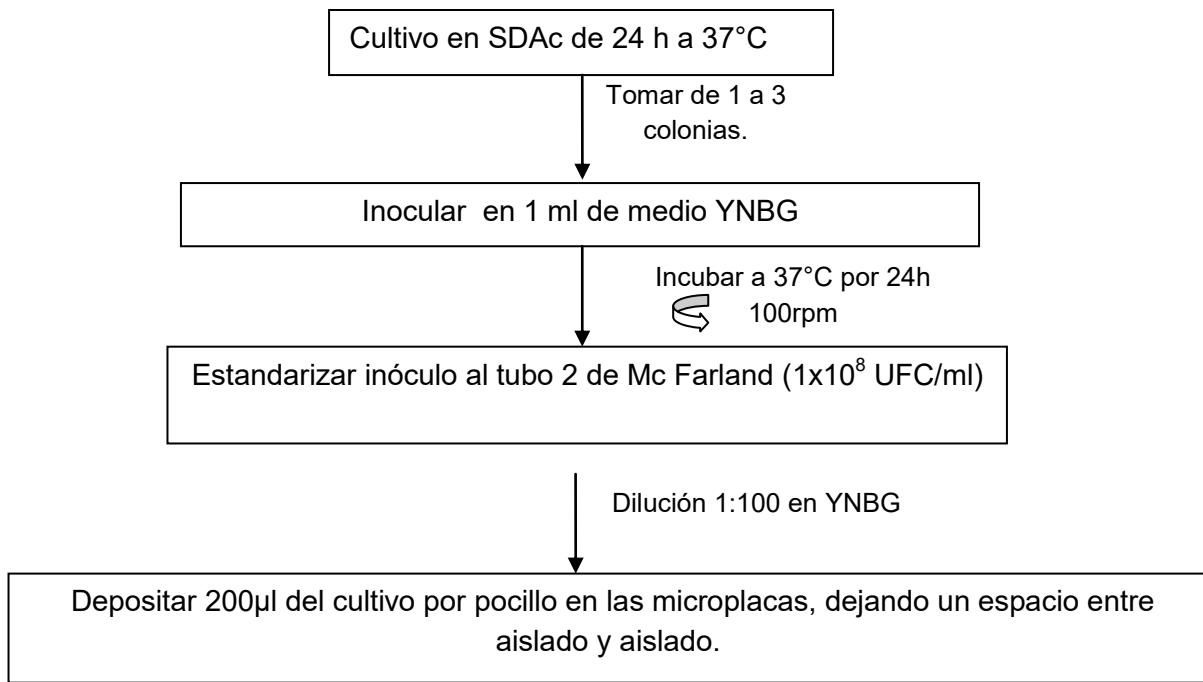 Cultivo en SDAc de 24 h a 37°C
Tomar de 1 a 3
colonias.
Inocular en 1 ml de medio YNBG
Incubar a 37°C por 24h
100rpm
Estandarizar inóculo al tubo 2 de Mc Farland (1x10⁸ UFC/ml)
Dilución 1:100 en YNBG
Depositar 200µl del cultivo por pocillo en las microplacas, dejando un espacio entre
aislado y aislado.